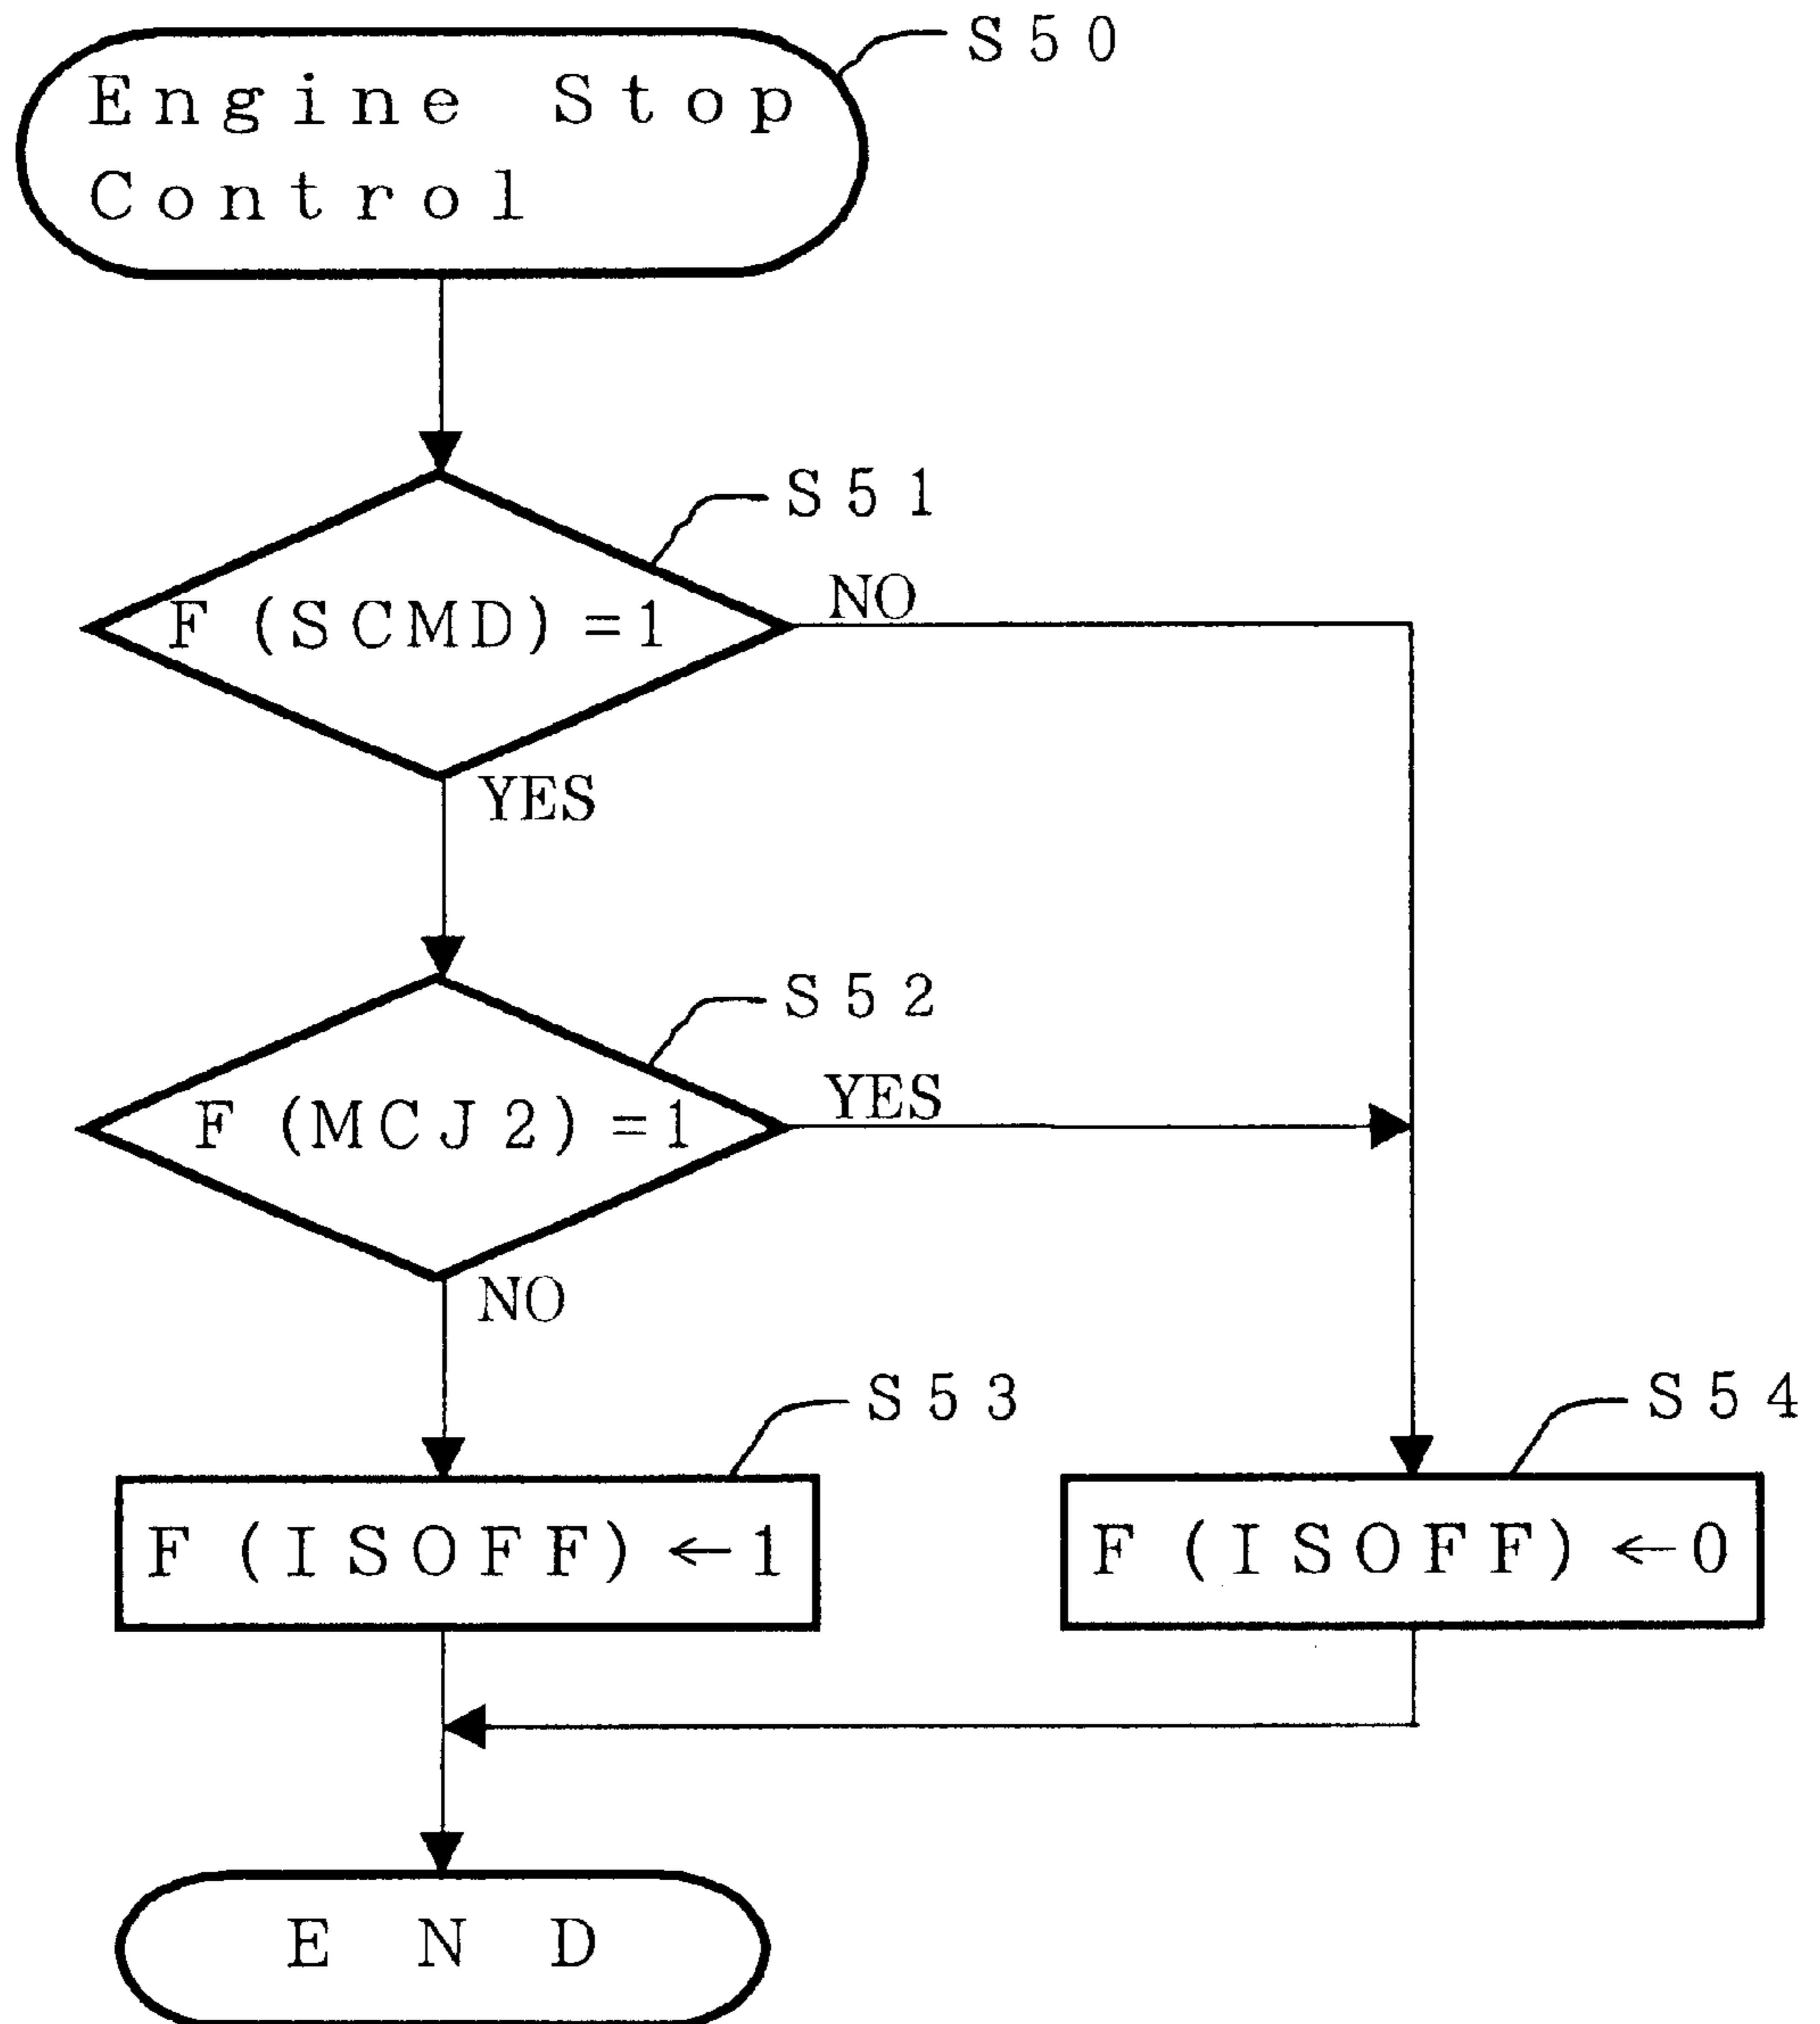 S50
Engine Stop
Control
S51
F (SCMD) =1
NO
YES
S52
F (MCJ2) =1
YES
NO
S53
S54
F (ISOFF) ←1
F (ISOFF) ←0
END